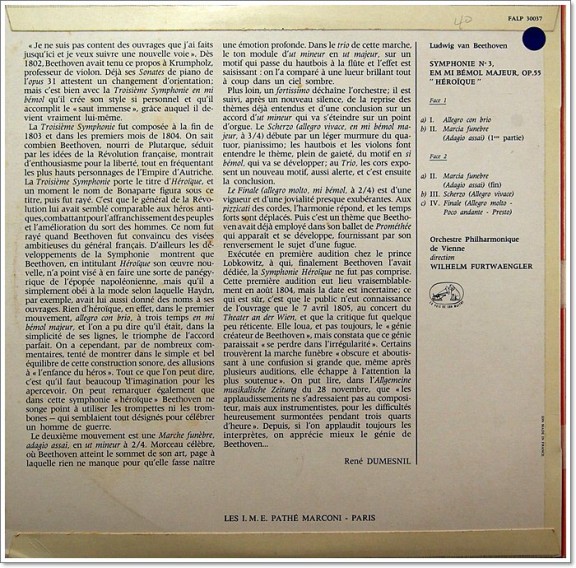 FALP 30037
40
« Je ne suis pas content des ouvrages que j'ai faits
jusqu'ici et je veux suivre une nouvelle voie ». Dès
1802, Beethoven avait tenu ce propos à Krumpholz,
professeur de violon. Déjà ses Sonates de piano de
l'opus 31 attestent un changement d'orientation:
mais c'est bien avec la Troisième Symphonie en mi
bémol qu'il crée son style si personnel et qu'il
accomplit le « saut immense », grâce auquel il de-
vient vraiment lui-même.
La Troisième Symphonie fut composée à la fin de
1803 et dans les premiers mois de 1804. On sait
combien Beethoven, nourri de Plutarque, séduit
par les idées de la Révolution française, montrait
d'enthousiasme pour la liberté, tout en fréquentant
les plus hauts personnages de l'Empire d'Autriche.
La Troisième Symphonie porte le titre d'Héroïque, et
un moment le nom de Bonaparte figura sous ce
titre, puis fut rayé. C'est que le général de la Révo-
lution lui avait semblé comparable aux héros anti-
ques, combattant pour l'affranchissement des peuples
et l'amélioration du sort des hommes. Ce nom fut
rayé quand Beethoven fut convaincu des visées
ambitieuses du général français. D'ailleurs les dé-
veloppements de la Symphonie montrent que
Beethoven, en intitulant Héroïque son œuvre nou-
velle, n'a point visé à en faire une sorte de panégy-
rique de l'épopée napoléonienne, mais qu'il a
simplement obéi à la mode selon laquelle Haydn,
par exemple, avait lui aussi donné des noms à ses
ouvrages. Rien d'héroïque, en effet, dans le premier
mouvement, allegro con brio, à trois temps en mi
bémol majeur, et l'on a pu dire qu'il était, dans la
simplicité de ses lignes, le triomphe de l'accord
parfait. On a cependant, par de nombreux com-
mentaires, tenté de montrer dans le simple et bel
équilibre de cette construction sonore, des allusions
à « l'enfance du héros ». Tout ce que l'on peut dire,
c'est qu'il faut beaucoup d'imagination pour les
apercevoir. On peut remarquer également que
dans cette symphonie « héroïque » Beethoven ne
songe point à utiliser les trompettes ni les trom-
bones – qui semblaient tout désignés pour célébrer
un homme de guerre.
Le deuxième mouvement est une Marche funèbre,
adagio assai, en ut mineur à 2/4. Morceau célèbre,
où Beethoven atteint le sommet de son art, page à
laquelle rien ne manque pour qu'elle fasse naître
une émotion profonde. Dans le trio de cette marche,
le ton module d'ut mineur en ut majeur, sur un
motif qui passe du hautbois à la flûte et l'effet est
saisissant : on l'a comparé à une lueur brillant tout
à coup dans un ciel sombre.
Plus loin, un fortissimo déchaîne l'orchestre; il est
suivi, après un nouveau silence, de la reprise des
thèmes déjà entendus et d'une conclusion sur un
accord d'ut mineur qui va s'éteindre sur un point
d'orgue. Le Scherzo (allegro vivace, en mi bémol ma-
jeur, à 3/4) débute par un léger murmure du qua-
tuor, pianissimo; les hautbois et les violons font
entendre le thème, plein de gaieté, du motif en si
bémol, qui va se développer; au Trio, les cors expo-
sent un nouveau motif, aussi alerte, et c'est ensuite
la conclusion.
Le Finale (allegro molto, mi bémol, à 2/4) est d'une
vigueur et d'une jovialité presque exubérantes. Aux
pizzicati des cordes, l'harmonie répond, et les temps
forts sont déplacés. Puis c'est un thème que Beetho-
ven avait déjà employé dans son ballet de Prométhée
qui apparaît et se développe, fournissant par son
renversement le sujet d'une fugue.
Exécutée en première audition chez le prince
Lobkowitz, à qui, finalement Beethoven l'avait
dédiée, la Symphonie Héroïque ne fut pas comprise.
Cette première audition eut lieu vraisemblable-
ment en août 1804, mais la date est incertaine; ce
qui est sûr, c'est que le public n'eut connaissance
de l'ouvrage que le 7 avril 1805, au concert du
Theater an der Wien, et que la critique fut quelque
peu réticente. Elle loua, et pas toujours, le « génie
créateur de Beethoven », mais constata que ce génie
paraissait « se perdre dans l'irrégularité ». Certains
trouvèrent la marche funèbre « obscure et aboutis-
sant à une confusion si grande que, même après
plusieurs auditions, elle échappe à l'attention la
plus soutenue ». On put lire, dans l'Allgemeine
musikalische Zeitung du 28 novembre, que « les
applaudissements ne s'adressaient pas au composi-
teur, mais aux instrumentistes, pour les difficultés
heureusement surmontées pendant trois quarts
d'heure ». Depuis, si l'on applaudit toujours les
interprètes, on apprécie mieux le génie de
Beethoven...
René DUMESNIL
Ludwig van Beethoven
SYMPHONIE N° 3,
EM MI BÉMOL MAJEUR, OP. 55
" HÉROÏQUE "
Face 1
a) I. Allegro con brio
b) II. Marcia funebre
(Adagio assai) (1re partie)
Face 2
a) II. Marcia funebre
(Adagio assai) (fin)
b) III. Scherzo (Allegro vivace)
c) IV. Finale (Allegro molto -
Poco andante - Presto)
Orchestre Philharmonique
de Vienne
direction
WILHELM FURTWAENGLER
LA VOIX DE SON MAITRE
MADE IN FRANCE
LES I. M. E. PATHÉ MARCONI - PARIS